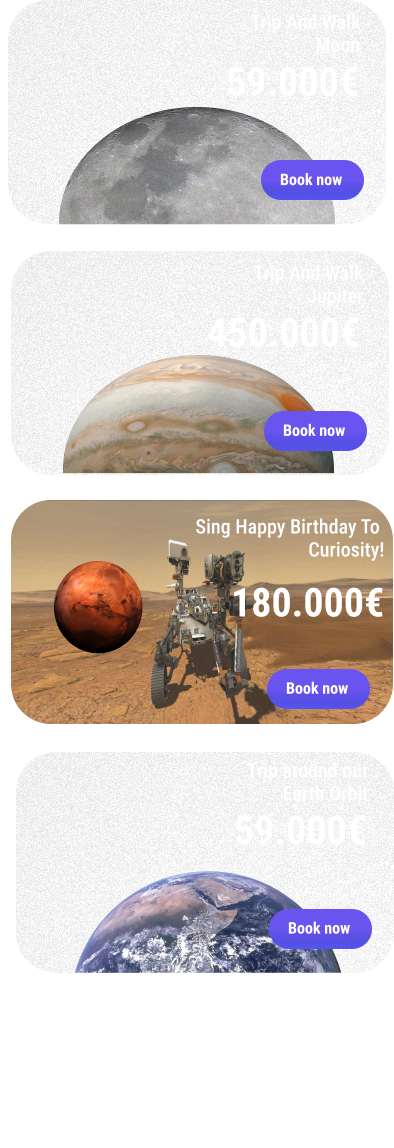 Trip And Walk
Moon
59.000€
Book now
Trip And Walk
Jupiter
450.000€
Book now
Sing Happy Birthday To
Curiosity!
180.000€
Book now
Trip around our
Earth Orbit
59.000€
Book now